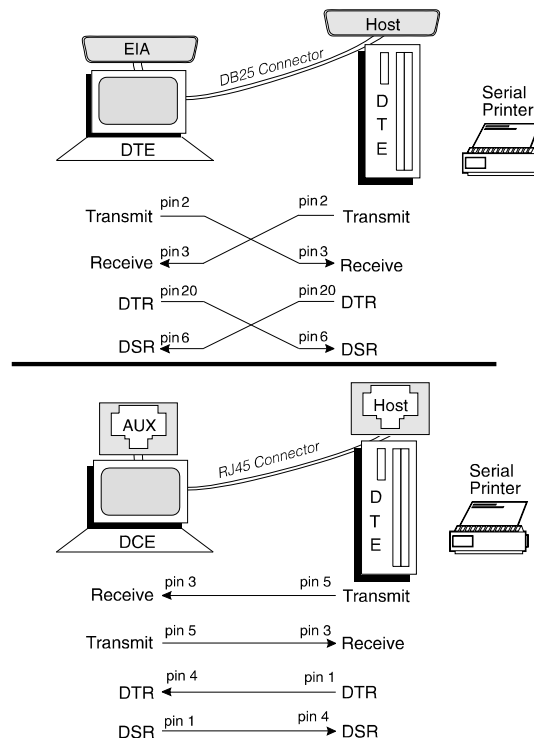 EIA
Host
DB25 Connector
DTE
D
T
E
Serial
Printer
Transmit pin 2 pin 2 Transmit
Receive pin 3 pin 3 Receive
DTR pin 20 pin 20 DTR
DSR pin 6 pin 6 DSR
AUX
Host
RJ45 Connector
DCE
D
T
E
Serial
Printer
Receive pin 3 pin 5 Transmit
Transmit pin 5 pin 3 Receive
DTR pin 4 pin 1 DTR
DSR pin 1 pin 4 DSR